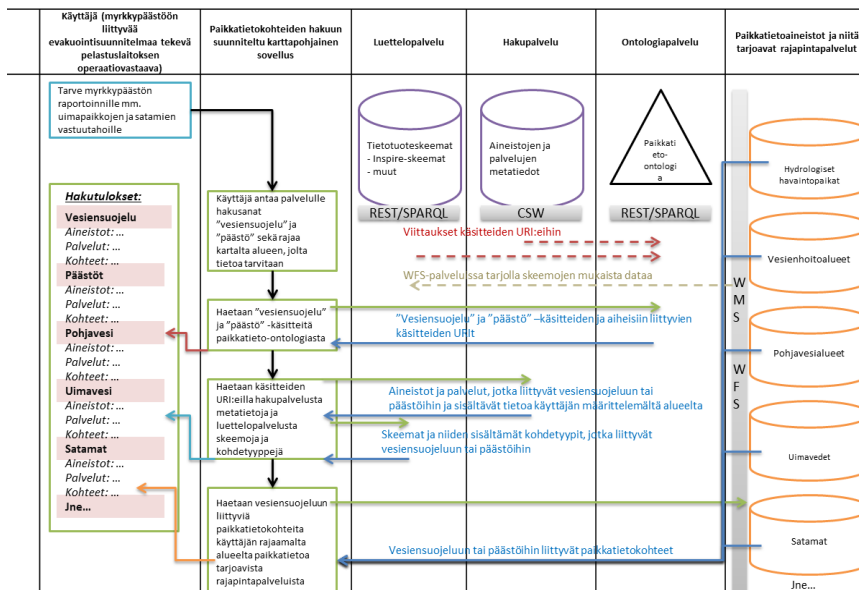 Käyttäjä (myrkkypäästöön
liittyvää
evakuointisuunnitelmaa tekevä
pelastuslaitoksen
operaatiovastaava)
Paikkatietokohteiden hakuun
suunniteltu karttapohjainen
sovellus
Luettelopalvelu
Hakupalvelu
Ontologiapalvelu
Paikkatietoaineistot ja niitä
tarjoavat rajapintapalvelut
Tarve myrkkypäästön
raportoinnille mm.
uimapaikkojen ja satamien
vastuutahoille
Hakutulokset:
Vesiensuojelu
Aineistot: ...
Palvelut: ...
Kohteet: ...
Päästöt
Aineistot: ...
Palvelut: ...
Kohteet: ...
Pohjavesi
Aineistot: ...
Palvelut: ...
Kohteet: ...
Uimavesi
Aineistot: ...
Palvelut: ...
Kohteet: ...
Satamat
Aineistot: ...
Palvelut: ...
Kohteet: ...
Jne...
Käyttäjä antaa palvelulle
hakusanat
"vesiensuojelu" ja
"päästö" sekä rajaa
kartalta alueen, jolta
tietoa tarvitaan
Haetaan "vesiensuojelu"
ja "päästö" -käsitteitä
paikkatieto-ontologiasta
Haetaan käsitteiden
URI:eilla hakupalvelusta
metatietoja ja
luettelopalvelusta
skeemoja ja
kohdetyyppejä
Haetaan vesiensuojeluun
liittyviä
paikkatietokohteita
käyttäjän rajaamalta
alueelta paikkatietoa
tarjoavista
rajapintapalveluista
Tietotuoteskeemat
- Inspire-skeemat
- muut
REST/SPARQL
Aineistojen ja
palvelujen
metatiedot
CSW
Paikkati
eto-
ontologi
a
REST/SPARQL
Viittaukset käsitteiden URI:eihin
WFS-palveluissa tarjolla skeemojen mukaista dataa
"Vesiensuojelu" ja "päästö" –käsitteiden ja aiheisiin liittyvien
käsitteiden URIt
Aineistot ja palvelut, jotka liittyvät vesiensuojeluun tai
päästöihin ja sisältävät tietoa käyttäjän määrittelemältä alueelta
Skeemat ja niiden sisältämät kohdetyypit, jotka liittyvät
vesiensuojeluun tai päästöihin
Vesiensuojeluun tai päästöihin liittyvät paikkatietokohteet
WMS
WFS
Hydrologiset
havaintopaikat
Vesienhoitoalueet
Pohjavesialueet
Uimavedet
Satamat
Jne...